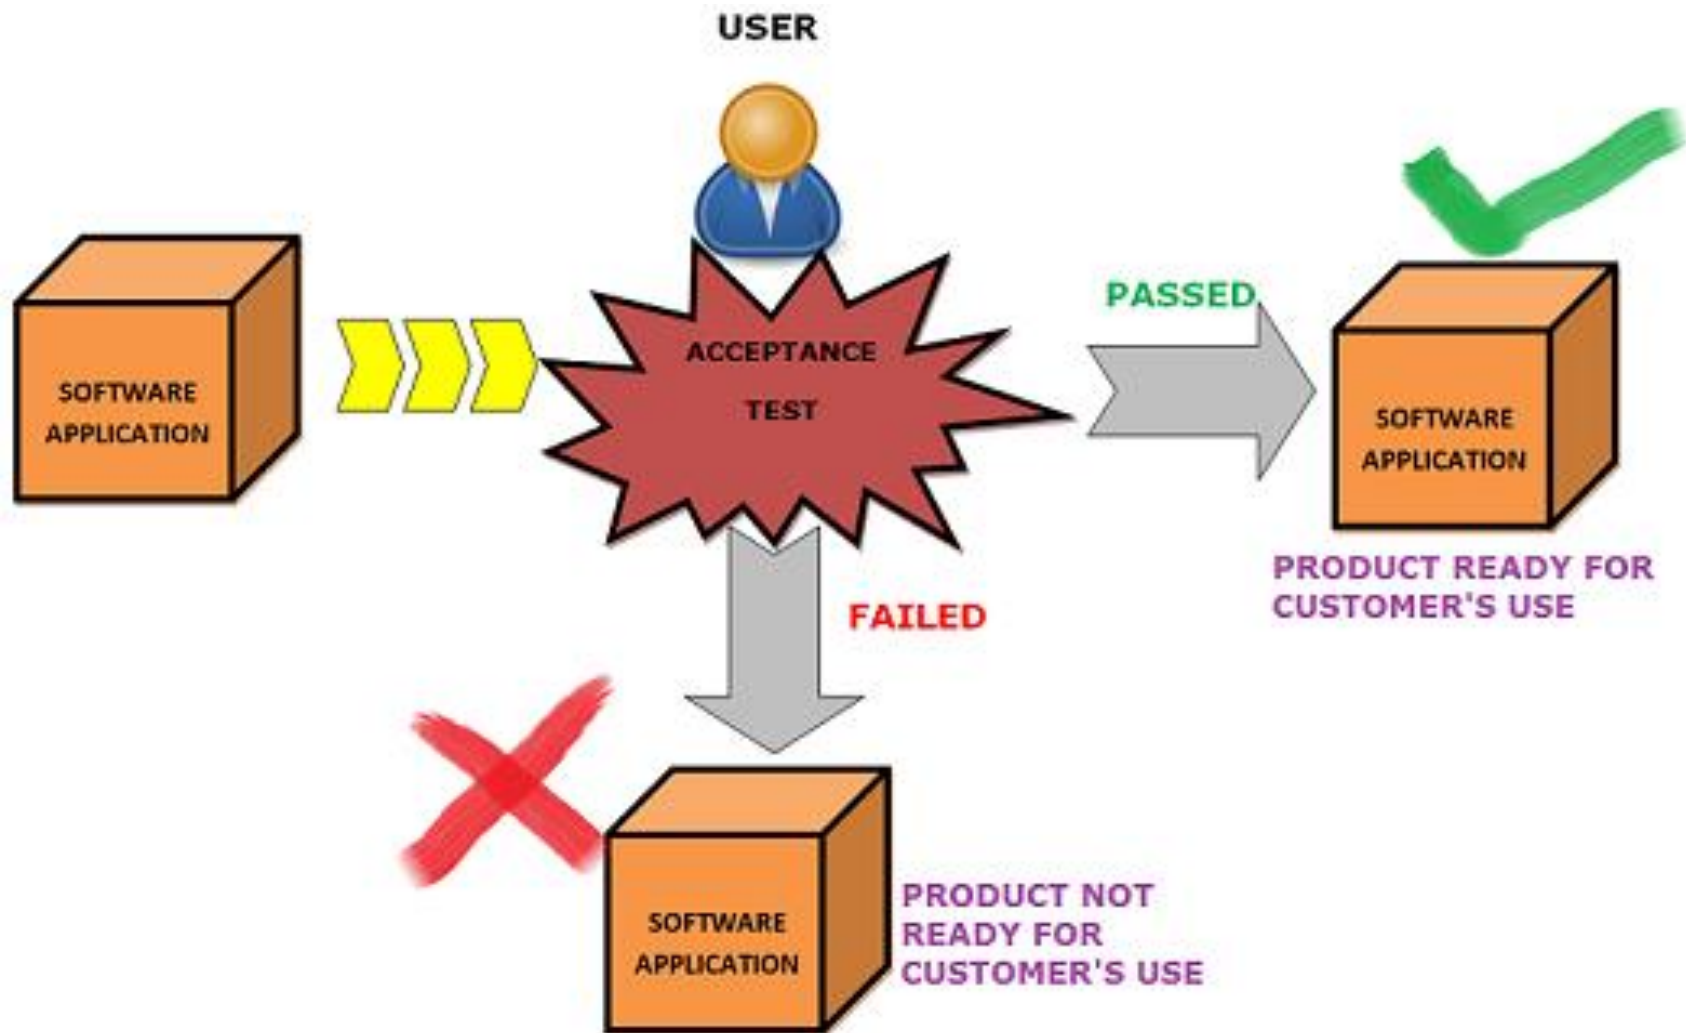 USER
SOFTWARE
APPLICATION
ACCEPTANCE
TEST
PASSED
SOFTWARE
APPLICATION
PRODUCT READY FOR
CUSTOMER'S USE
FAILED
SOFTWARE
APPLICATION
PRODUCT NOT
READY FOR
CUSTOMER'S USE